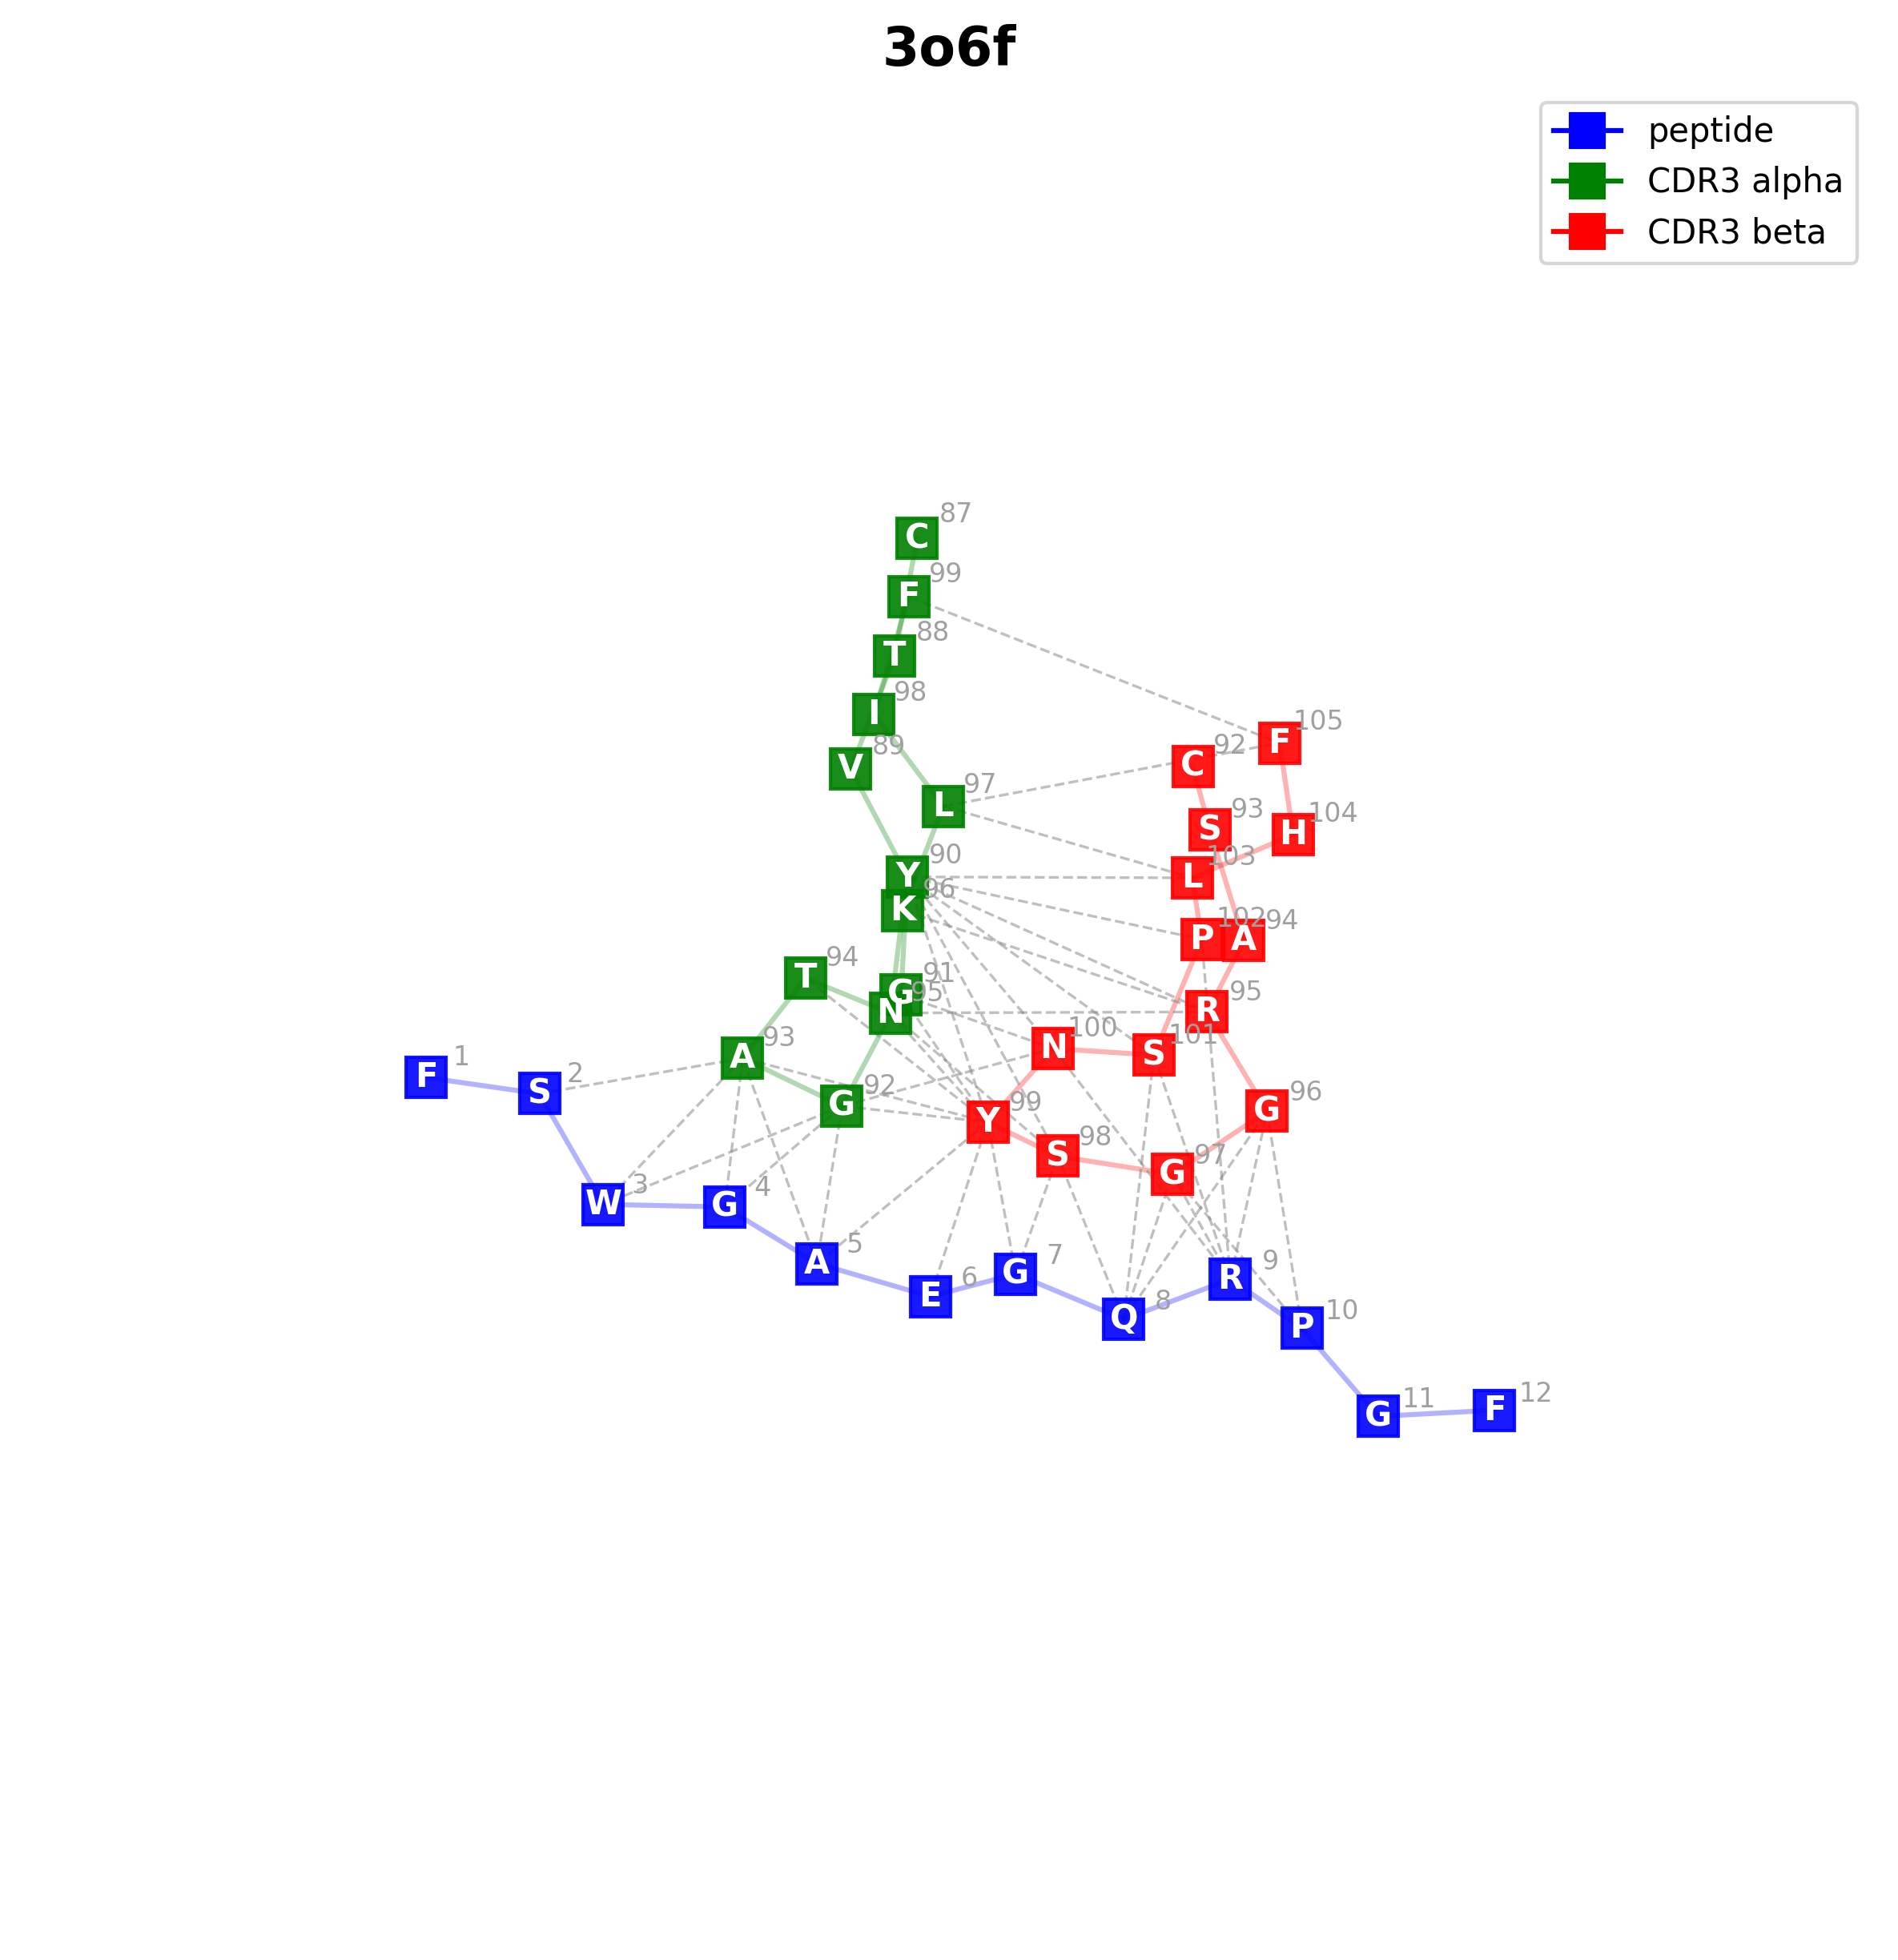 3o6f
peptide
CDR3 alpha
CDR3 beta
C 87
F 99
T 88
I 98
V 89
L 97
Y 90
K 96
T 94
G 91
N 95
A 93
G 92
C 92
F 105
S 93
H 104
L 103
P 102
A 94
R 95
N 100
S 101
G 96
Y 99
S 98
G 97
F 1
S 2
W 3
G 4
A 5
E 6
G 7
Q 8
R 9
P 10
G 11
F 12